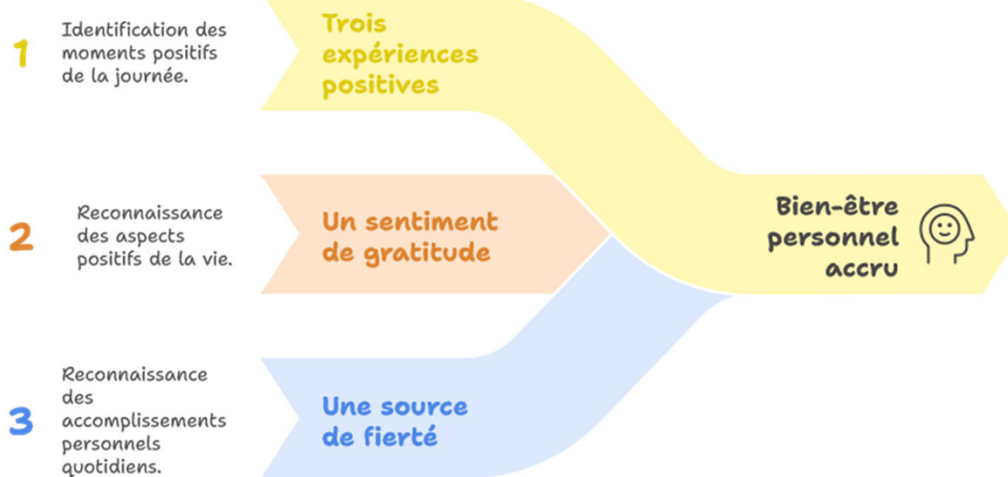 1
Identification des
moments positifs
de la journée.
Trois
expériences
positives
2
Reconnaissance
des aspects
positifs de la vie.
Un sentiment
de gratitude
Bien-être
personnel
accru
3
Reconnaissance
des
accomplissements
personnels
quotidiens.
Une source
de fierté